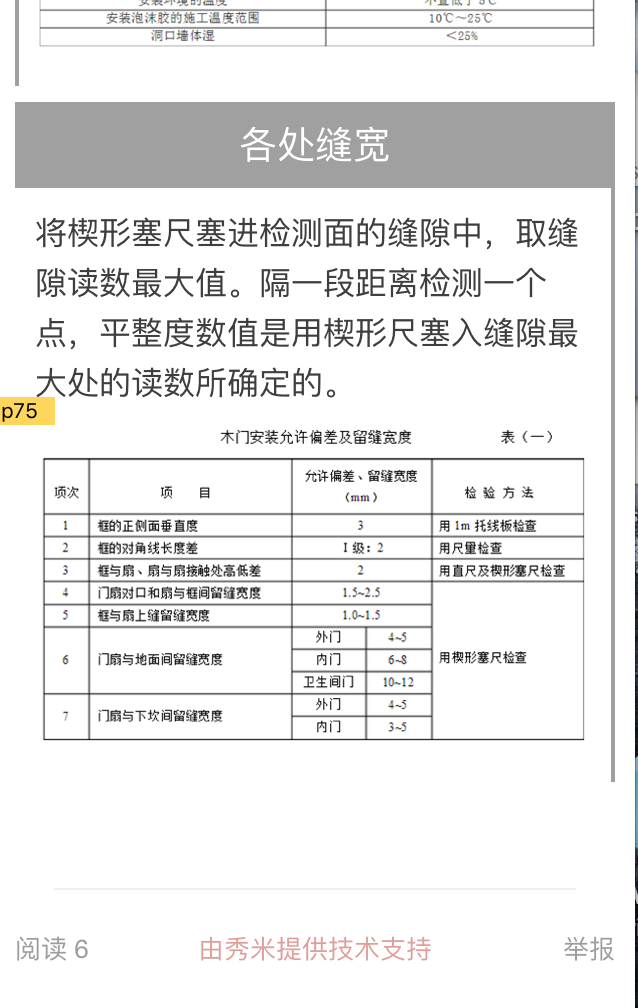 安装环境的温度 不宜低于5℃
安装泡沫胶的施工温度范围 10℃～25℃
洞口墙体湿 ＜25%
各处缝宽
将楔形塞尺塞进检测面的缝隙中，取缝
隙读数最大值。隔一段距离检测一个
点，平整度数值是用楔形尺塞入缝隙最
大处的读数所确定的。
p75
木门安装允许偏差及留缝宽度 表（一）
项次 项 目 允许偏差、留缝宽度（mm） 检 验 方 法
1 框的正侧面垂直度 3 用 1m 托线板检查
2 框的对角线长度差 I 级：2 用尺量检查
3 框与扇、扇与扇接触处高低差 2 用直尺及楔形塞尺检查
4 门扇对口和扇与框间留缝宽度 1.5~2.5
5 框与扇上缝留缝宽度 1.0~1.5
6 门扇与地面间留缝宽度 外门 4~5
内门 6~8
卫生间门 10~12
用楔形塞尺检查
7 门扇与下坎间留缝宽度 外门 4~5
内门 3~5
阅读 6 由秀米提供技术支持 举报